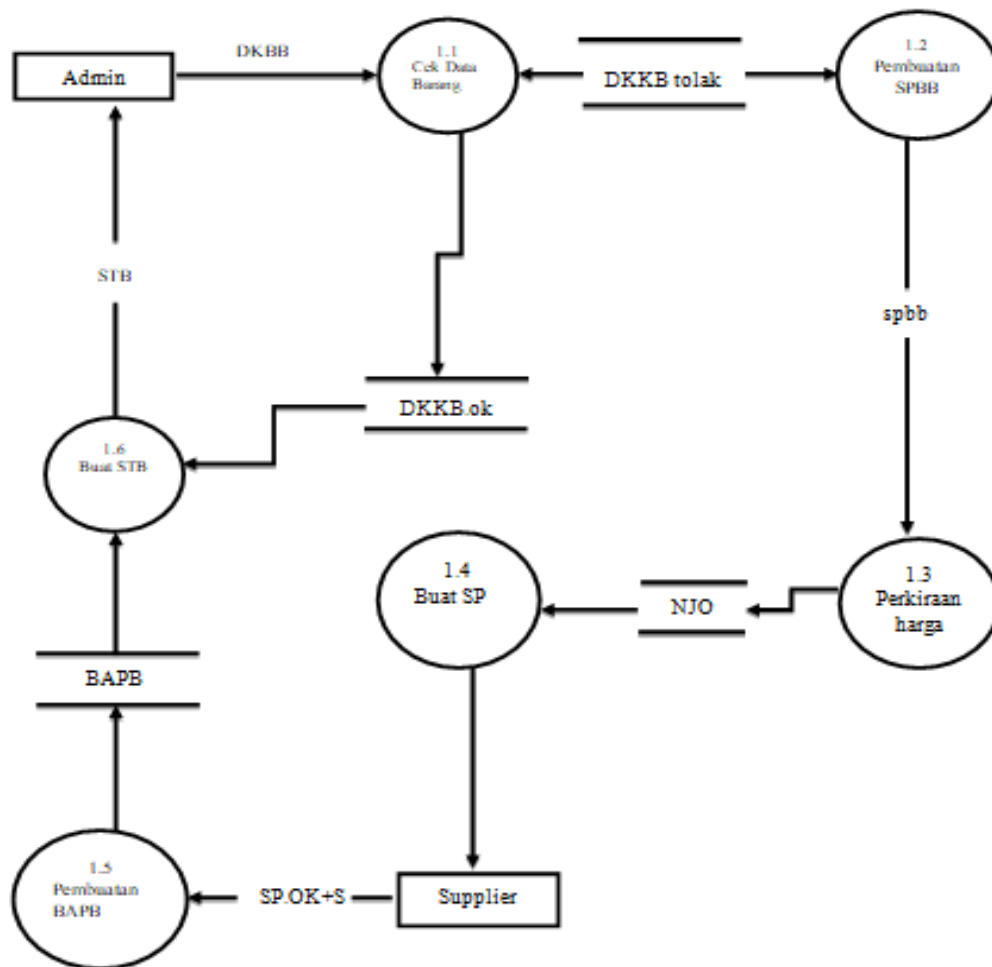 DKBB
Admin
1.1
Cek Data
Barang
DKKB tolak
1.2
Pembuatan
SPBB
STB
spbb
DKKB.ok
1.6
Buat STB
1.4
Buat SP
NJO
1.3
Perkiraan
harga
BAPB
1.5
Pembuatan
BAPB
SP.OK+S
Supplier